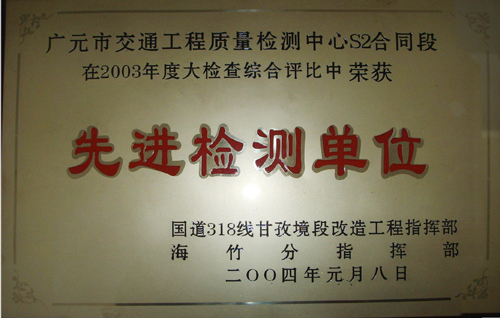 广元市交通工程质量检测中心S2合同段
在2003年度大检查综合评比中 荣获
先进检测单位
国道318线甘孜境段改造工程指挥部
海竹分指挥部
二〇〇四年元月八日